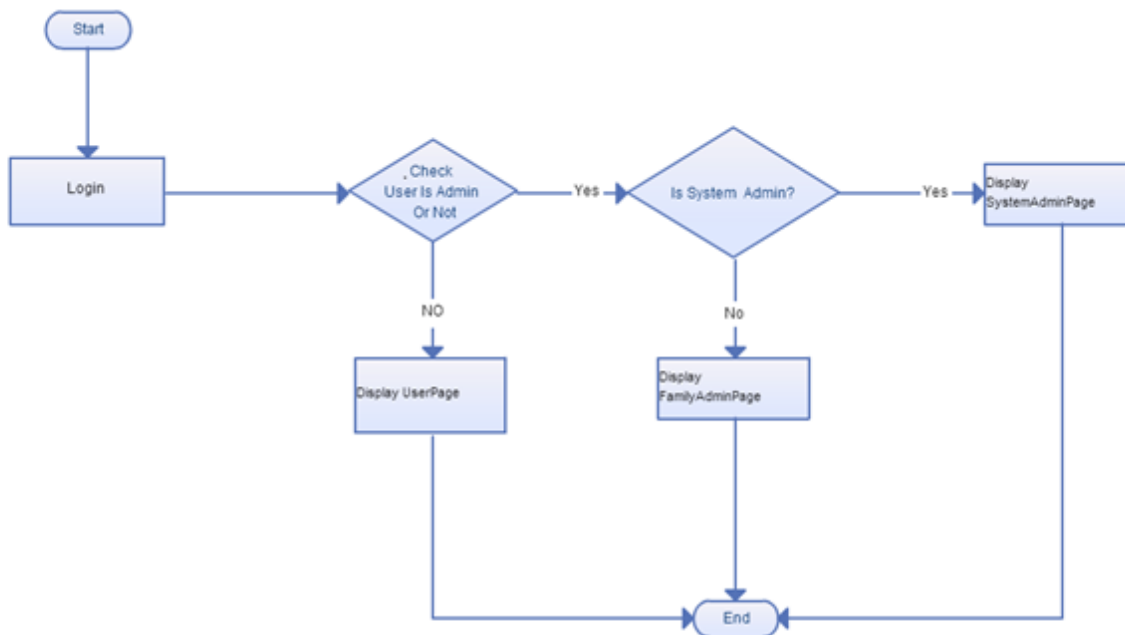 Start
Login
.Check
User Is Admin
Or Not
Yes
Is System Admin?
Yes
Display
SystemAdminPage
NO
No
Display UserPage
Display
FamilyAdminPage
End